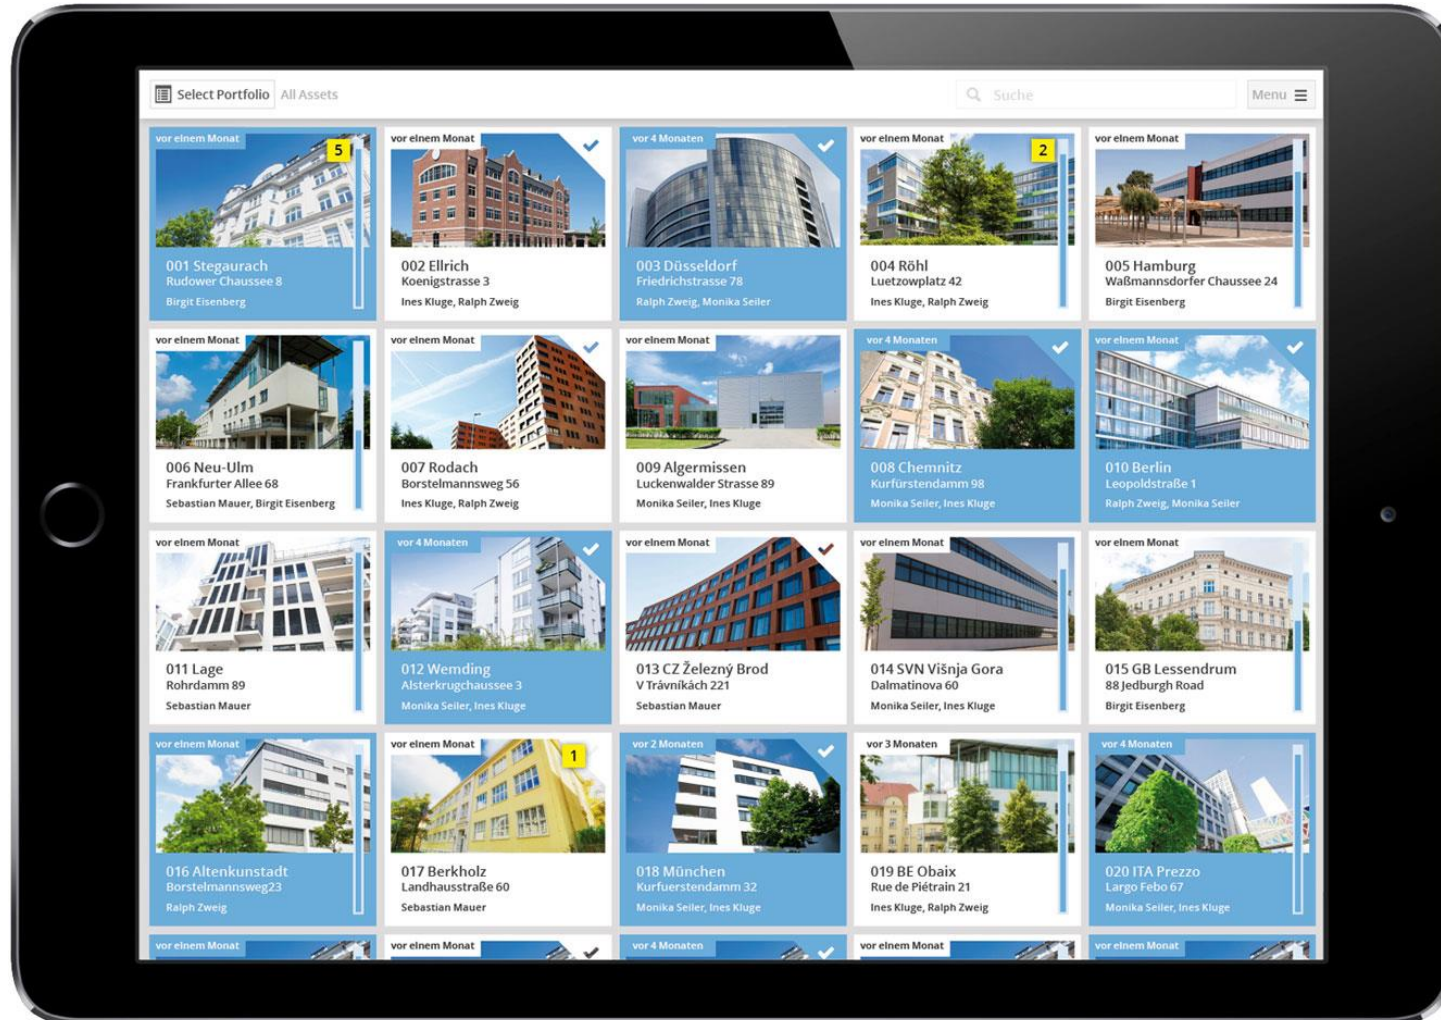 Select Portfolio All Assets
Suche
Menu
vor einem Monat
5
001 Stegaurach
Rudower Chaussee 8
Birgit Eisenberg
vor einem Monat
002 Ellrich
Koenigstrasse 3
Ines Kluge, Ralph Zweig
vor 4 Monaten
003 Düsseldorf
Friedrichstrasse 78
Ralph Zweig, Monika Seiler
vor einem Monat
2
004 Röhl
Luetzowplatz 42
Ines Kluge, Ralph Zweig
vor einem Monat
005 Hamburg
Waßmannsdorfer Chaussee 24
Birgit Eisenberg
vor einem Monat
006 Neu-Ulm
Frankfurter Allee 68
Sebastian Mauer, Birgit Eisenberg
vor einem Monat
007 Rodach
Borstelmannsweg 56
Ines Kluge, Ralph Zweig
vor einem Monat
009 Algermissen
Luckenwalder Strasse 89
Monika Seiler, Ines Kluge
vor 4 Monaten
008 Chemnitz
Kurfürstendamm 98
Monika Seiler, Ines Kluge
vor einem Monat
010 Berlin
Leopoldstraße 1
Ralph Zweig, Monika Seiler
vor einem Monat
011 Lage
Rohrdamm 89
Sebastian Mauer
vor 4 Monaten
012 Wemding
Alsterkrugchaussee 3
Monika Seiler, Ines Kluge
vor einem Monat
013 CZ Železný Brod
V Trávníkách 221
Sebastian Mauer
vor einem Monat
014 SVN Višnja Gora
Dalmatinova 60
Monika Seiler, Ines Kluge
vor einem Monat
015 GB Lessendrum
88 Jedburgh Road
Birgit Eisenberg
vor einem Monat
016 Altenkunstadt
Borstelmannsweg23
Ralph Zweig
vor einem Monat
1
017 Berkholz
Landhausstraße 60
Sebastian Mauer
vor 2 Monaten
018 München
Kurfuerstendamm 32
Monika Seiler, Ines Kluge
vor 3 Monaten
019 BE Obaix
Rue de Piétrain 21
Ines Kluge, Ralph Zweig
vor 4 Monaten
020 ITA Prezzo
Largo Febo 67
Monika Seiler, Ines Kluge
vor einem Monat
vor einem Monat
vor 4 Monaten
vor einem Monat
vor einem Monat